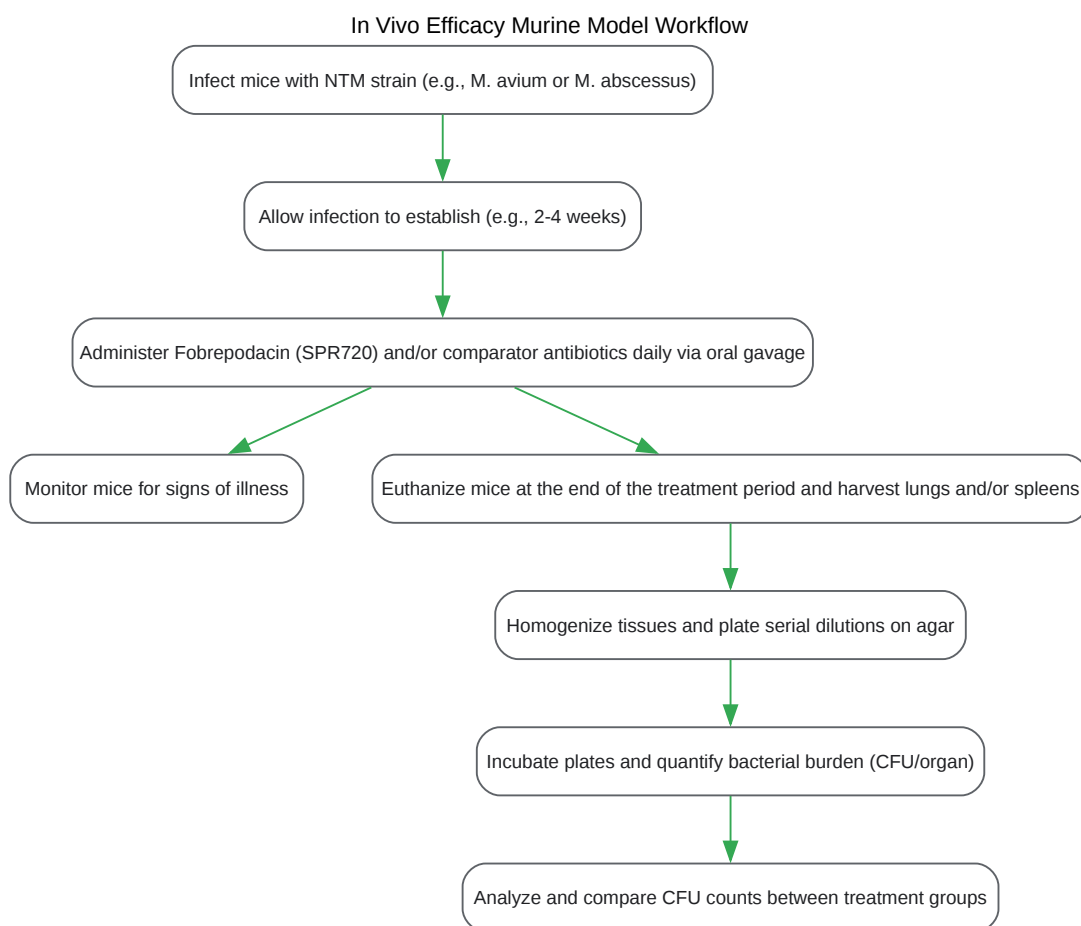 In Vivo Efficacy Murine Model Workflow
Infect mice with NTM strain (e.g., M. avium or M. abscessus)
Allow infection to establish (e.g., 2-4 weeks)
Administer Fobrepodacin (SPR720) and/or comparator antibiotics daily via oral gavage
Monitor mice for signs of illness
Euthanize mice at the end of the treatment period and harvest lungs and/or spleens
Homogenize tissues and plate serial dilutions on agar
Incubate plates and quantify bacterial burden (CFU/organ)
Analyze and compare CFU counts between treatment groups